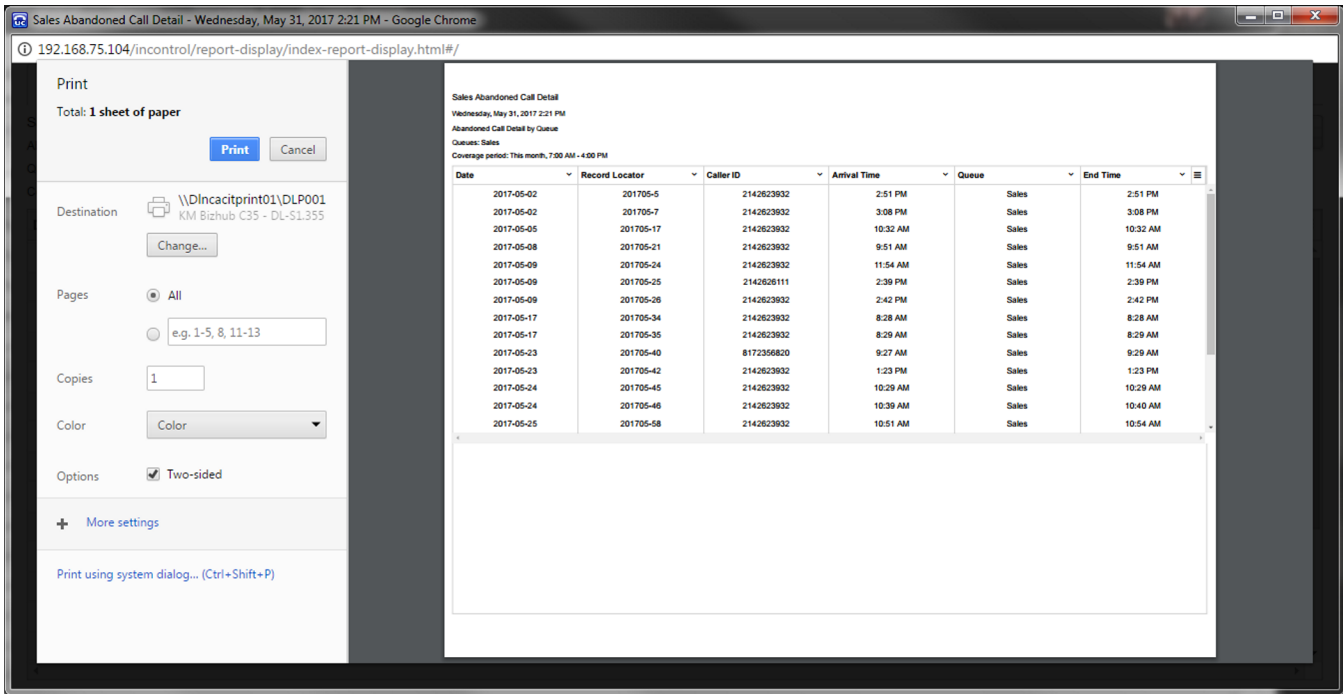 Sales Abandoned Call Detail - Wednesday, May 31, 2017 2:21 PM - Google Chrome
192.168.75.104/incontrol/report-display/index-report-display.html#/
Print
Total: 1 sheet of paper
Print Cancel
Destination \\DIncacitprint01\DLP001
KM Bizhub C35 - DL-S1.355
Change...
Pages All
e.g. 1-5, 8, 11-13
Copies 1
Color Color
Options Two-sided
+ More settings
Print using system dialog... (Ctrl+Shift+P)
Sales Abandoned Call Detail
Wednesday, May 31, 2017 2:21 PM
Abandoned Call Detail by Queue
Queues: Sales
Coverage period: This month, 7:00 AM - 4:00 PM
Date Record Locator Caller ID Arrival Time Queue End Time
2017-05-02 201705-5 2142623932 2:51 PM Sales 2:51 PM
2017-05-02 201705-7 2142623932 3:08 PM Sales 3:08 PM
2017-05-05 201705-17 2142623932 10:32 AM Sales 10:32 AM
2017-05-08 201705-21 2142623932 9:51 AM Sales 9:51 AM
2017-05-09 201705-24 2142623932 11:54 AM Sales 11:54 AM
2017-05-09 201705-25 2142626111 2:39 PM Sales 2:39 PM
2017-05-09 201705-26 2142623932 2:42 PM Sales 2:42 PM
2017-05-17 201705-34 2142623932 8:28 AM Sales 8:28 AM
2017-05-17 201705-35 2142623932 8:29 AM Sales 8:29 AM
2017-05-23 201705-40 8172356820 9:27 AM Sales 9:29 AM
2017-05-23 201705-42 2142623932 1:23 PM Sales 1:23 PM
2017-05-24 201705-45 2142623932 10:29 AM Sales 10:29 AM
2017-05-24 201705-46 2142623932 10:39 AM Sales 10:40 AM
2017-05-25 201705-58 2142623932 10:51 AM Sales 10:54 AM